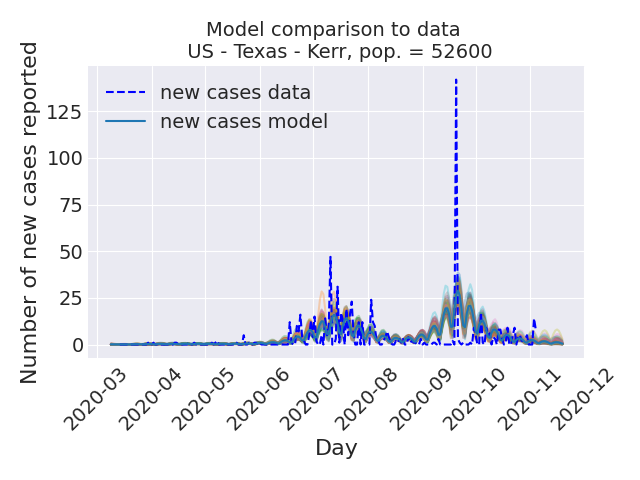 Model comparison to data
US - Texas - Kerr, pop. = 52600
Number of new cases reported
125
100
75
50
25
0
new cases data
new cases model
2020-03
2020-04
2020-05
2020-06
2020-07
2020-08
2020-09
2020-10
2020-11
2020-12
Day